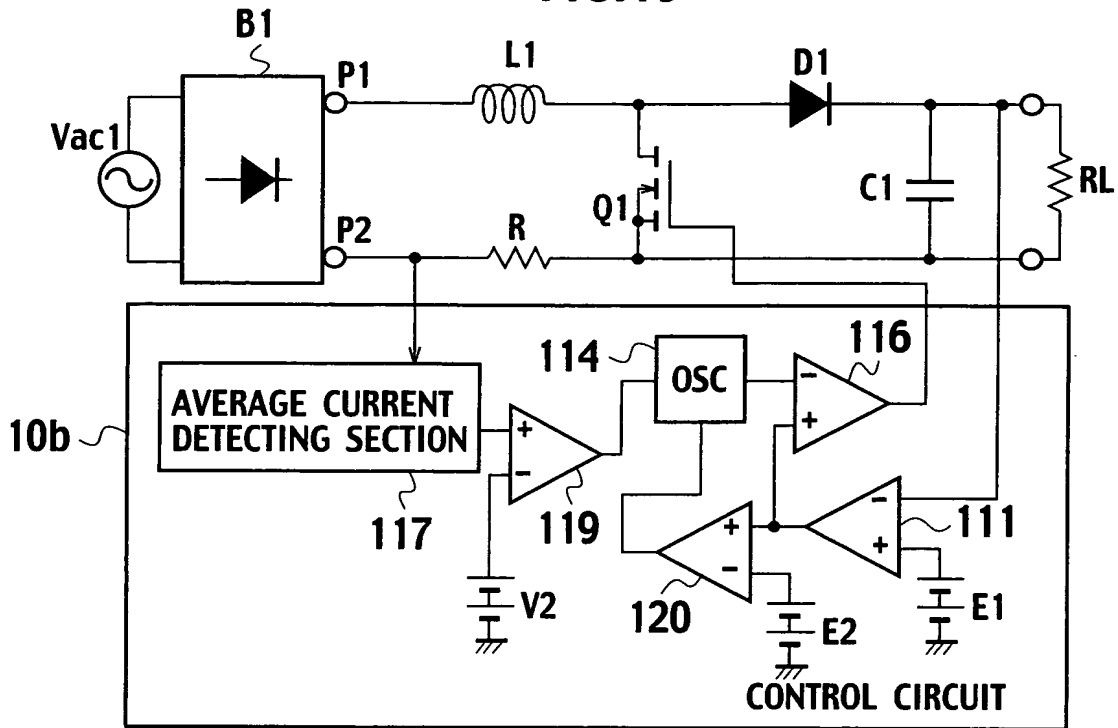 B1
P1
L1
D1
Vac1
Q1
C1
RL
P2
R
114
116
OSC
-
+
10b
AVERAGE CURRENT
DETECTING SECTION
+
-
117
119
+
-
-
+
111
120
V2
E2
E1
CONTROL CIRCUIT